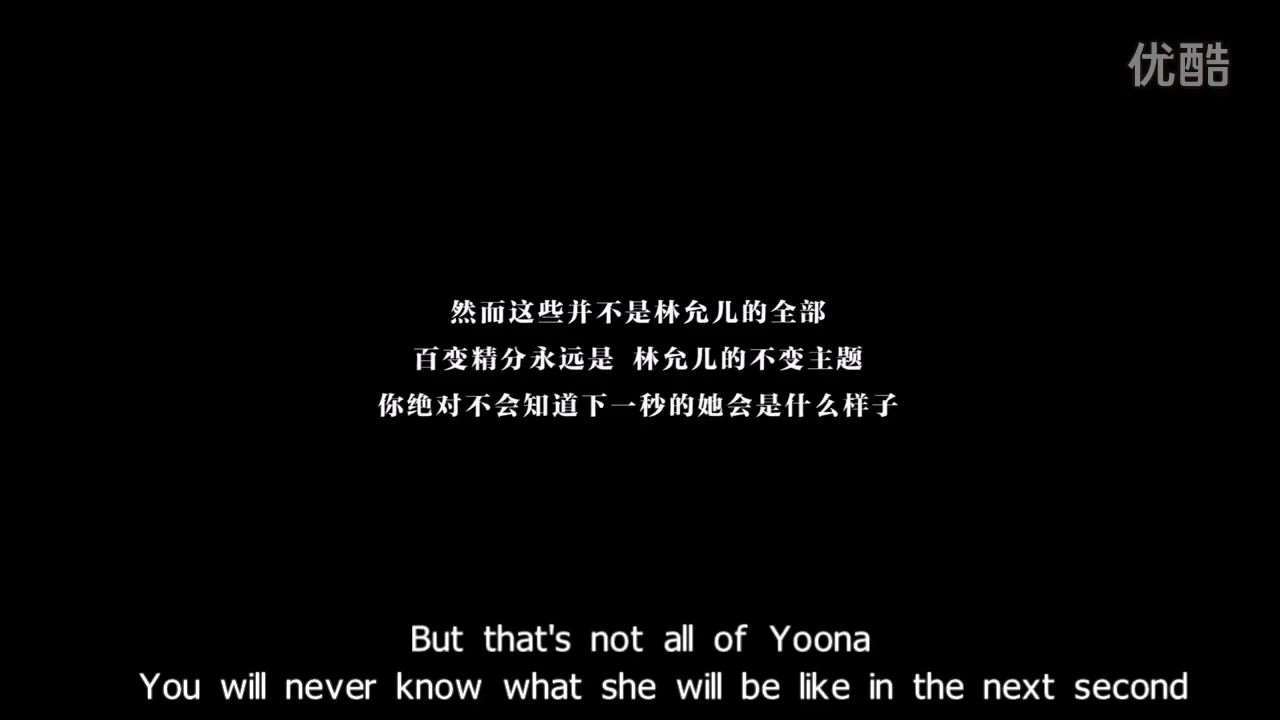 优酷
然而这些并不是林允儿的全部
百变精分永远是 林允儿的不变主题
你绝对不会知道下一秒的她会是什么样子
But that's not all of Yoona
You will never know what she will be like in the next second